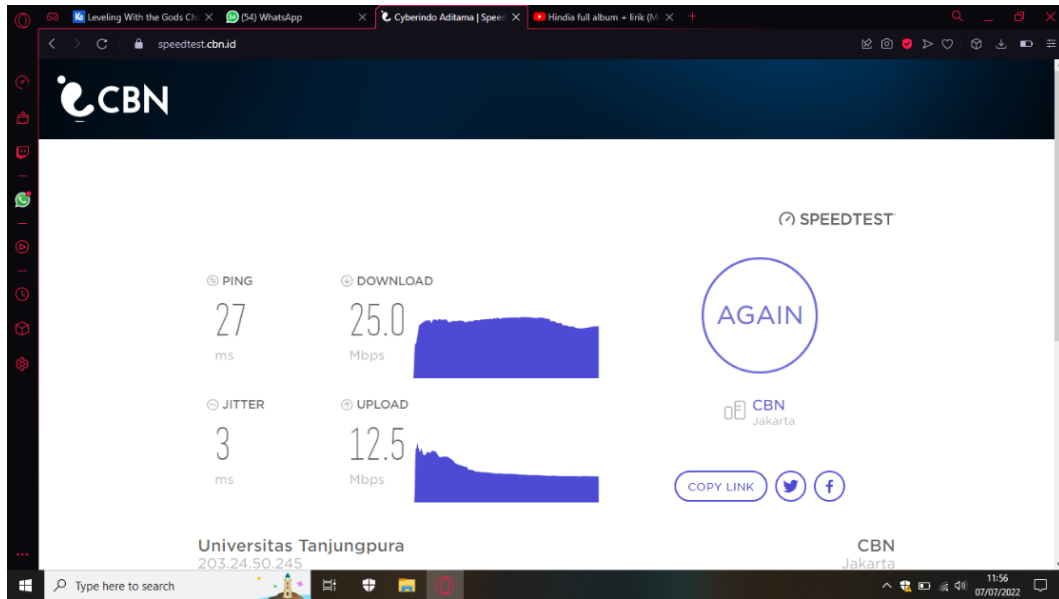 Leveling With the Gods Ch
(54) WhatsApp
Cyberindo Aditama | Speed
Hindia full album + lirik (M
speedtest.cbn.id
CBN
SPEEDTEST
PING
27
ms
DOWNLOAD
25.0
Mbps
AGAIN
JITTER
3
ms
UPLOAD
12.5
Mbps
CBN
Jakarta
COPY LINK
Universitas Tanjungpura
203.24.50.245
CBN
Jakarta
Type here to search
11:56
07/07/2022